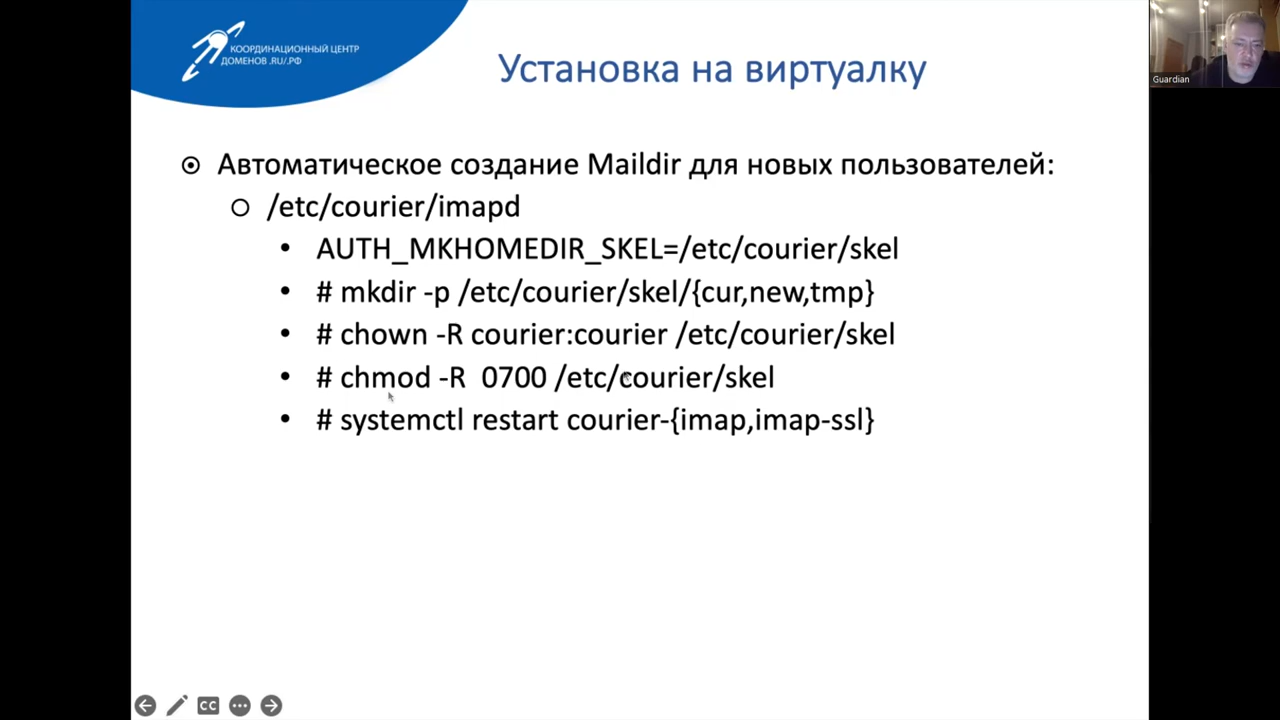 КООРДИНАЦИОННЫЙ ЦЕНТР
ДОМЕНОВ .RU/.РФ
Установка на виртуалку
Guardian
Автоматическое создание Maildir для новых пользователей:
/etc/courier/imapd
AUTH_MKHOMEDIR_SKEL=/etc/courier/skel
# mkdir -p /etc/courier/skel/{cur,new,tmp}
# chown -R courier:courier /etc/courier/skel
# chmod -R  0700 /etc/courier/skel
# systemctl restart courier-{imap,imap-ssl}
CC